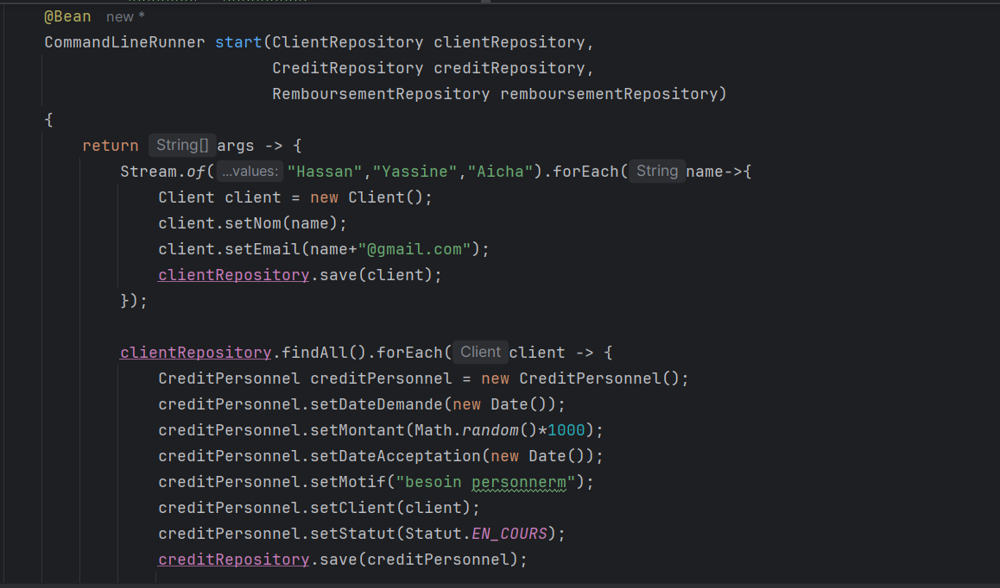 @Bean new *
CommandLineRunner start(ClientRepository clientRepository,
CreditRepository creditRepository,
RemboursementRepository remboursementRepository)
{
return String[] args -> {
Stream.of( ...values: "Hassan","Yassine","Aicha").forEach( String name->{
Client client = new Client();
client.setNom(name);
client.setEmail(name+"@gmail.com");
clientRepository.save(client);
});
clientRepository.findAll().forEach( Client client -> {
CreditPersonnel creditPersonnel = new CreditPersonnel();
creditPersonnel.setDateDemande(new Date());
creditPersonnel.setMontant(Math.random()*1000);
creditPersonnel.setDateAcceptation(new Date());
creditPersonnel.setMotif("besoin personnerm");
creditPersonnel.setClient(client);
creditPersonnel.setStatut(Statut.EN_COURS);
creditRepository.save(creditPersonnel);